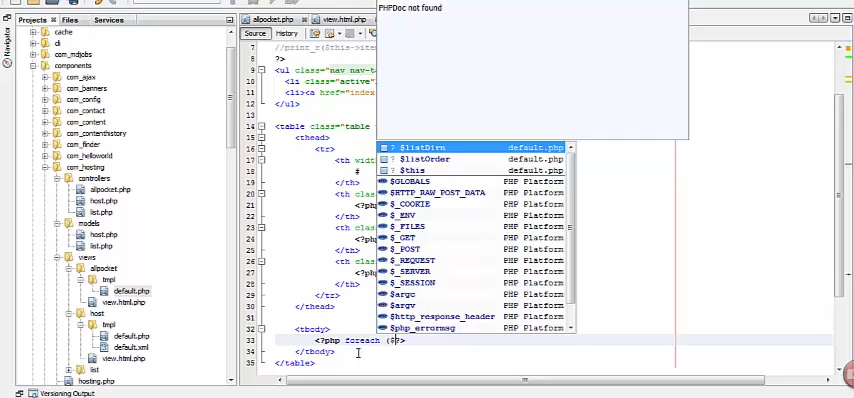 PHPDoc not found
Projects
Files
Services
allpocket.php
view.html.php
Source
History
Navigator
cache
cli
com_mdjobs
components
com_ajax
com_banners
com_config
com_contact
com_contenthistory
com_finder
com_helloworld
com_hosting
controllers
allpocket.php
host.php
list.php
models
host.php
list.php
views
allpocket
tmpl
default.php
view.html.php
host
tmpl
default.php
default.xml
view.html.php
list
hosting.php
7 //print_r($this->ite
8 ?>
9 <ul class="nav nav-t
10 <li class="active"
11 <li><a href="index
12 </ul>
13
14 <table class="table
15 <thead>
16 <tr>
17 <th widt
18 #
19 </th>
20 <th clas
21 <?ph
22 </th>
23 <th clas
24 <?ph
25 </th>
26 <th clas
27 <?ph
28 </th>
29 </tr>
30 </thead>
31
32 <tbody>
33 <?php foreach ($?>
34 </tbody>
35 </table>
? $listDirn default.php
? $listOrder default.php
? $this default.php
$GLOBALS PHP Platform
$HTTP_RAW_POST_DATA PHP Platform
$_COOKIE PHP Platform
$_ENV PHP Platform
$_FILES PHP Platform
$_GET PHP Platform
$_POST PHP Platform
$_REQUEST PHP Platform
$_SERVER PHP Platform
$_SESSION PHP Platform
$argc PHP Platform
$argv PHP Platform
$http_response_header PHP Platform
$php_errormsg PHP Platform
Versioning Output